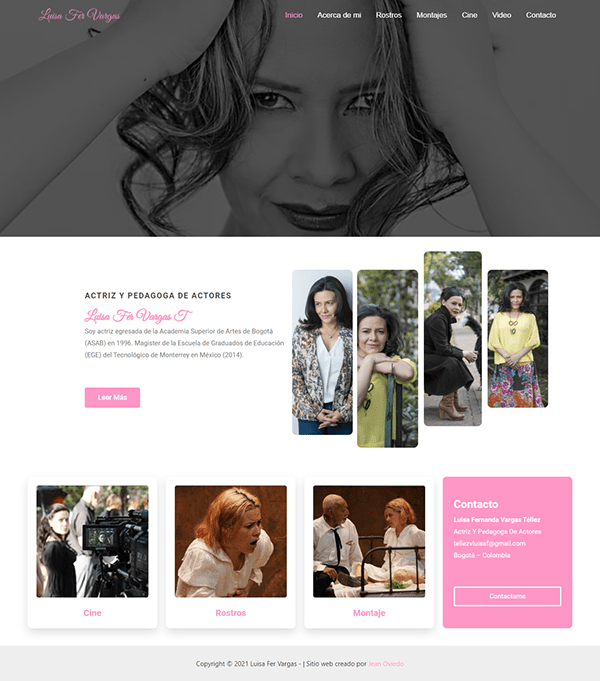 Luisa Fer Vargas
Inicio Acerca de mi Rostros Montajes Cine Video Contacto
ACTRIZ Y PEDAGOGA DE ACTORES
Luisa Fer Vargas T
Soy actriz egresada de la Academia Superior de Artes de Bogotá
(ASAB) en 1996. Magister de la Escuela de Graduados de Educación
(EGE) del Tecnológico de Monterrey en México (2014).
Leer Más
Cine
Rostros
Montaje
Contacto
Luisa Fernanda Vargas Téllez
Actriz Y Pedagoga De Actores
tellezvluisaf@gmail.com
Bogotá – Colombia
Contactame
Copyright © 2021 Luisa Fer Vargas - | Sitio web creado por Jean Oviedo